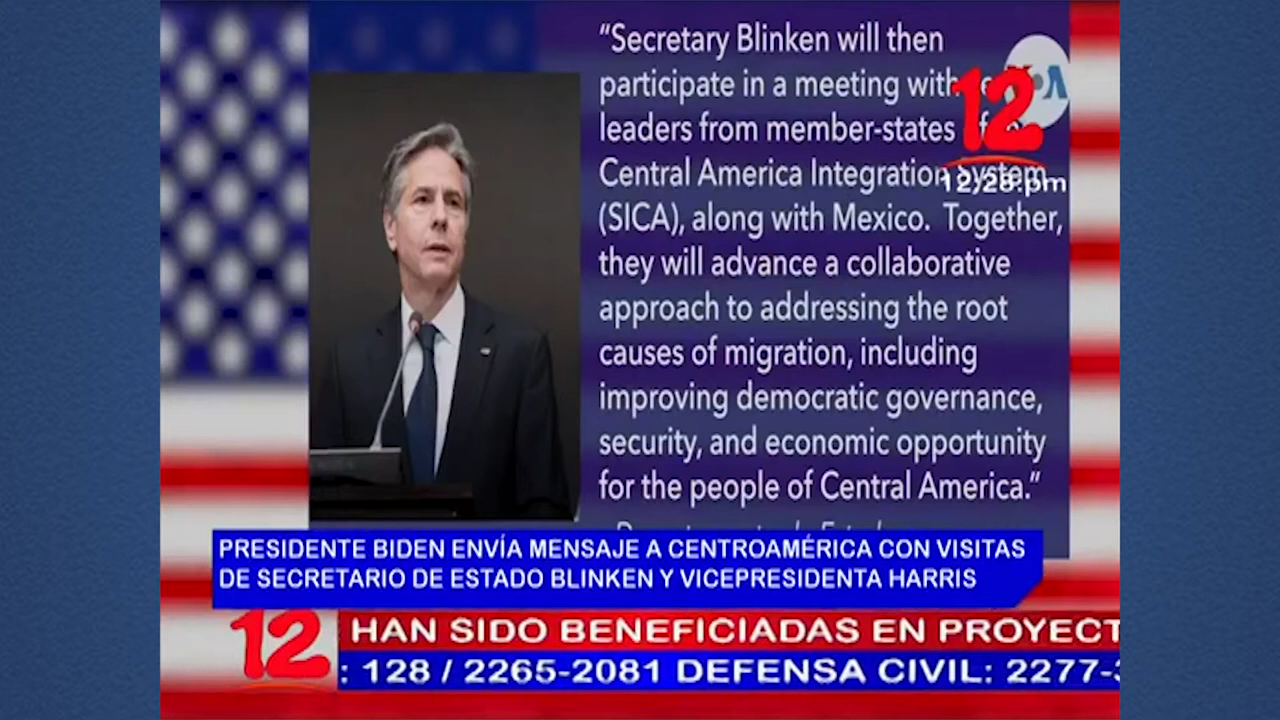 “Secretary Blinken will then
participate in a meeting with
leaders from member-states
Central America Integration System
(SICA), along with Mexico. Together,
they will advance a collaborative
approach to addressing the root
causes of migration, including
improving democratic governance,
security, and economic opportunity
for the people of Central America.”
VOA
12
12:28:pm
PRESIDENTE BIDEN ENVÍA MENSAJE A CENTROAMÉRICA CON VISITAS
DE SECRETARIO DE ESTADO BLINKEN Y VICEPRESIDENTA HARRIS
12
HAN SIDO BENEFICIADAS EN PROYECT
: 128 / 2265-2081 DEFENSA CIVIL: 2277-3